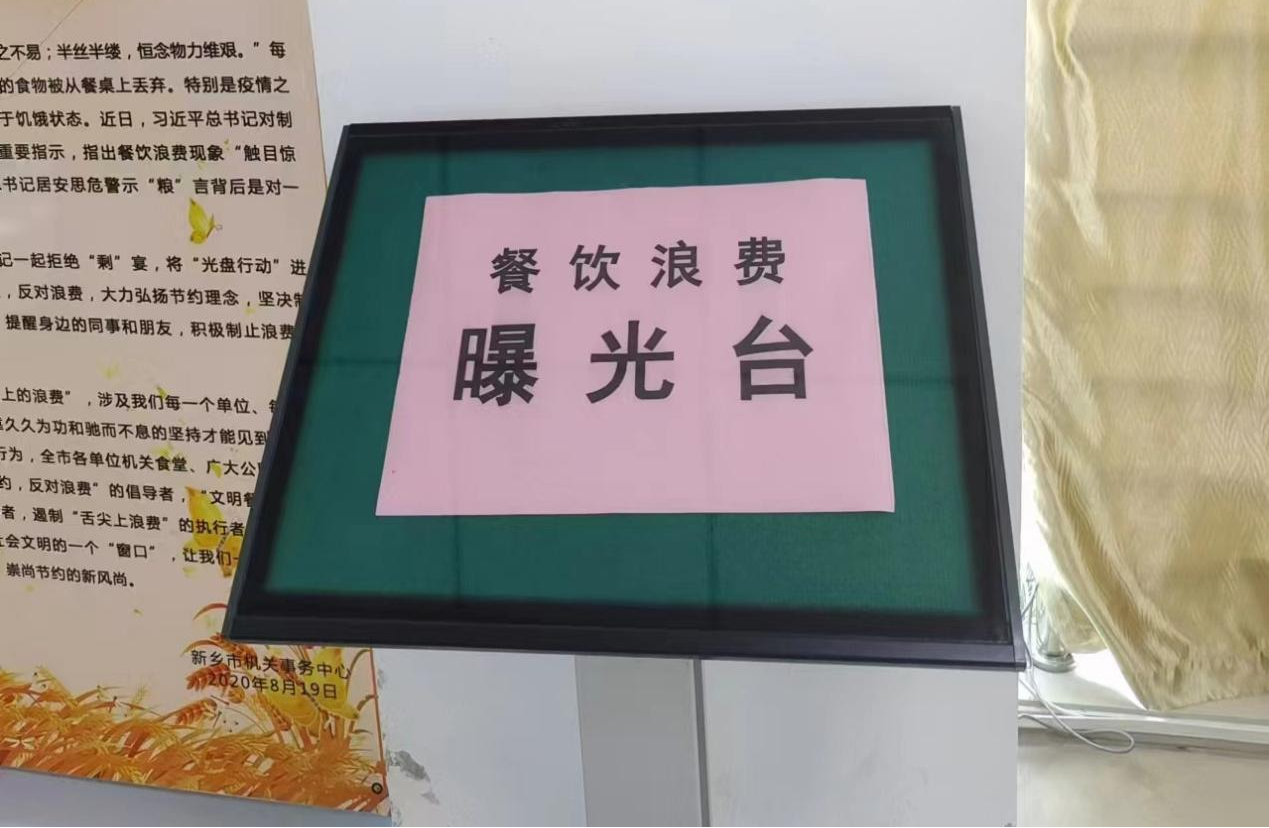 之不易；半丝半缕，恒念物力维艰。”每
的食物被从餐桌上丢弃。特别是疫情之
于饥饿状态。近日，习近平总书记对制
重要指示，指出餐饮浪费现象“触目惊
书记居安思危警示“粮”言背后是对一
记一起拒绝“剩”宴，将“光盘行动”进
，反对浪费，大力弘扬节约理念，坚决制
提醒身边的同事和朋友，积极制止浪费
上的浪费”，涉及我们每一个单位、每
久久为功和驰而不息的坚持才能见到
行为，全市各单位机关食堂、广大公
约，反对浪费”的倡导者，“文明餐
者，遏制“舌尖上浪费”的执行者
社会文明的一个“窗口”，让我们一
崇尚节约的新风尚。
新乡市机关事务中心
2020年8月19日
餐饮浪费
曝光台